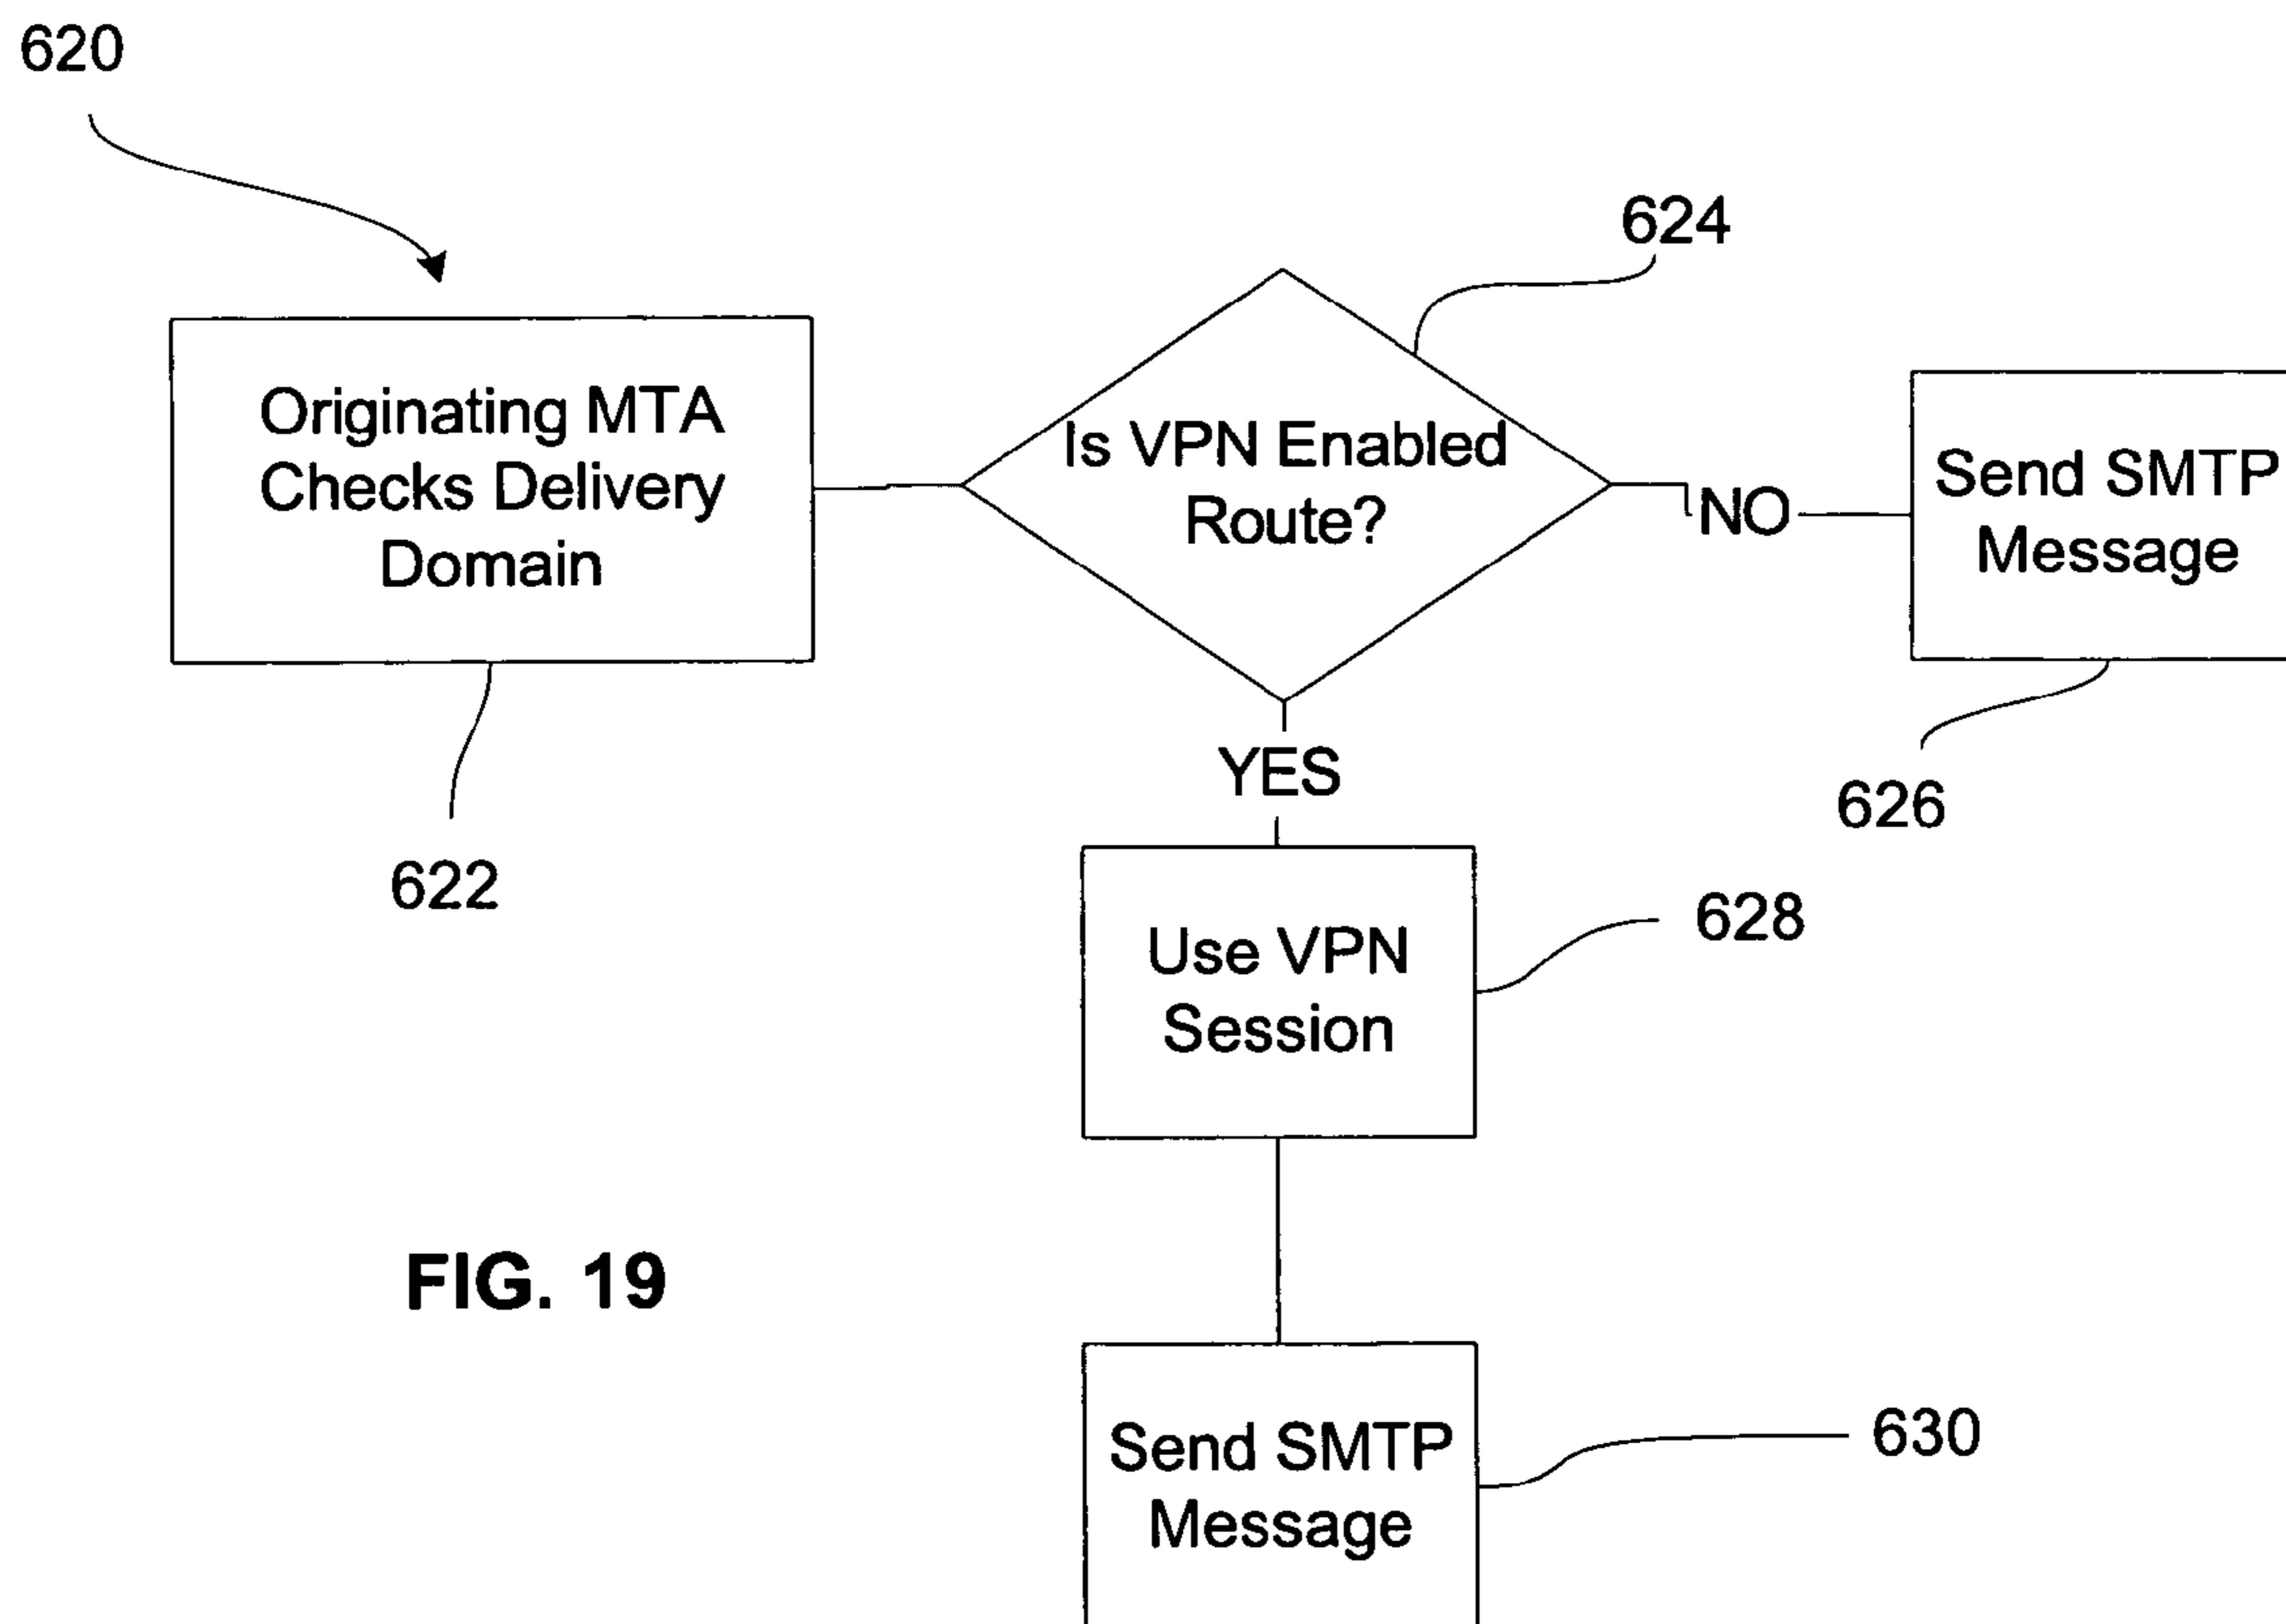 620
624
Originating MTA
Checks Delivery
Domain
Is VPN Enabled
Route?
NO
Send SMTP
Message
YES
626
622
Use VPN
Session
628
FIG. 19
Send SMTP
Message
630